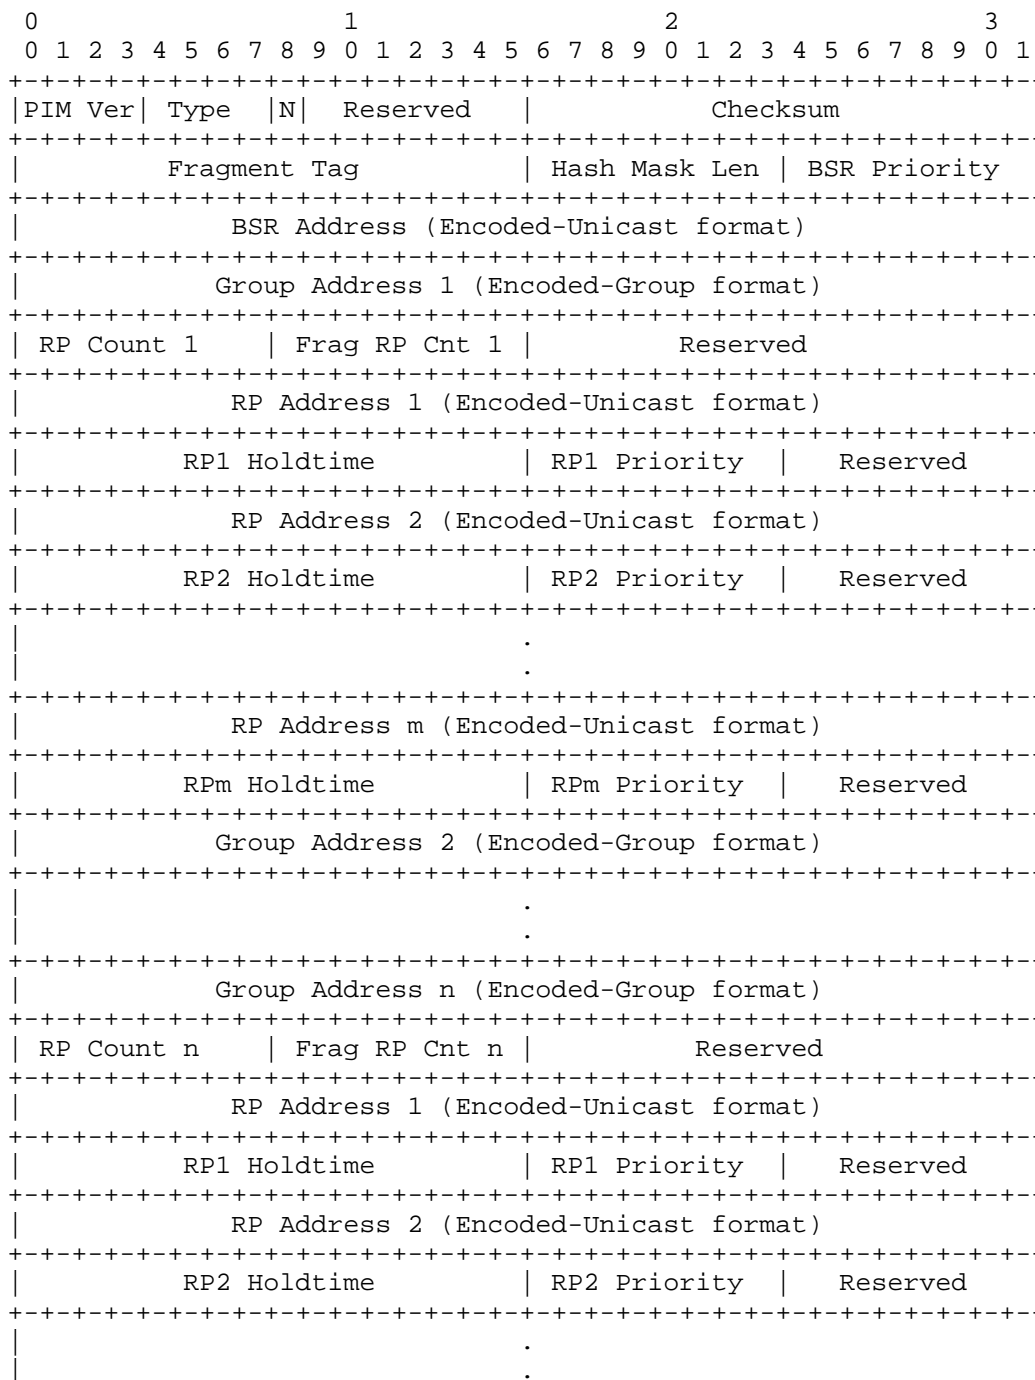 0                   1                   2                   3
 0 1 2 3 4 5 6 7 8 9 0 1 2 3 4 5 6 7 8 9 0 1 2 3 4 5 6 7 8 9 0 1
+-+-+-+-+-+-+-+-+-+-+-+-+-+-+-+-+-+-+-+-+-+-+-+-+-+-+-+-+-+-+-+-
|PIM Ver| Type  |N|  Reserved   |           Checksum
+-+-+-+-+-+-+-+-+-+-+-+-+-+-+-+-+-+-+-+-+-+-+-+-+-+-+-+-+-+-+-+-
|         Fragment Tag          | Hash Mask Len | BSR Priority
+-+-+-+-+-+-+-+-+-+-+-+-+-+-+-+-+-+-+-+-+-+-+-+-+-+-+-+-+-+-+-+-
|             BSR Address (Encoded-Unicast format)
+-+-+-+-+-+-+-+-+-+-+-+-+-+-+-+-+-+-+-+-+-+-+-+-+-+-+-+-+-+-+-+-
|            Group Address 1 (Encoded-Group format)
+-+-+-+-+-+-+-+-+-+-+-+-+-+-+-+-+-+-+-+-+-+-+-+-+-+-+-+-+-+-+-+-
| RP Count 1    | Frag RP Cnt 1 |         Reserved
+-+-+-+-+-+-+-+-+-+-+-+-+-+-+-+-+-+-+-+-+-+-+-+-+-+-+-+-+-+-+-+-
|             RP Address 1 (Encoded-Unicast format)
+-+-+-+-+-+-+-+-+-+-+-+-+-+-+-+-+-+-+-+-+-+-+-+-+-+-+-+-+-+-+-+-
|          RP1 Holdtime         | RP1 Priority  |   Reserved
+-+-+-+-+-+-+-+-+-+-+-+-+-+-+-+-+-+-+-+-+-+-+-+-+-+-+-+-+-+-+-+-
|             RP Address 2 (Encoded-Unicast format)
+-+-+-+-+-+-+-+-+-+-+-+-+-+-+-+-+-+-+-+-+-+-+-+-+-+-+-+-+-+-+-+-
|          RP2 Holdtime         | RP2 Priority  |   Reserved
+-+-+-+-+-+-+-+-+-+-+-+-+-+-+-+-+-+-+-+-+-+-+-+-+-+-+-+-+-+-+-+-
|                               .
|                               .
+-+-+-+-+-+-+-+-+-+-+-+-+-+-+-+-+-+-+-+-+-+-+-+-+-+-+-+-+-+-+-+-
|             RP Address m (Encoded-Unicast format)
+-+-+-+-+-+-+-+-+-+-+-+-+-+-+-+-+-+-+-+-+-+-+-+-+-+-+-+-+-+-+-+-
|          RPm Holdtime         | RPm Priority  |   Reserved
+-+-+-+-+-+-+-+-+-+-+-+-+-+-+-+-+-+-+-+-+-+-+-+-+-+-+-+-+-+-+-+-
|            Group Address 2 (Encoded-Group format)
+-+-+-+-+-+-+-+-+-+-+-+-+-+-+-+-+-+-+-+-+-+-+-+-+-+-+-+-+-+-+-+-
|                               .
|                               .
+-+-+-+-+-+-+-+-+-+-+-+-+-+-+-+-+-+-+-+-+-+-+-+-+-+-+-+-+-+-+-+-
|            Group Address n (Encoded-Group format)
+-+-+-+-+-+-+-+-+-+-+-+-+-+-+-+-+-+-+-+-+-+-+-+-+-+-+-+-+-+-+-+-
| RP Count n    | Frag RP Cnt n |          Reserved
+-+-+-+-+-+-+-+-+-+-+-+-+-+-+-+-+-+-+-+-+-+-+-+-+-+-+-+-+-+-+-+-
|             RP Address 1 (Encoded-Unicast format)
+-+-+-+-+-+-+-+-+-+-+-+-+-+-+-+-+-+-+-+-+-+-+-+-+-+-+-+-+-+-+-+-
|          RP1 Holdtime         | RP1 Priority  |   Reserved
+-+-+-+-+-+-+-+-+-+-+-+-+-+-+-+-+-+-+-+-+-+-+-+-+-+-+-+-+-+-+-+-
|             RP Address 2 (Encoded-Unicast format)
+-+-+-+-+-+-+-+-+-+-+-+-+-+-+-+-+-+-+-+-+-+-+-+-+-+-+-+-+-+-+-+-
|          RP2 Holdtime         | RP2 Priority  |   Reserved
+-+-+-+-+-+-+-+-+-+-+-+-+-+-+-+-+-+-+-+-+-+-+-+-+-+-+-+-+-+-+-+-
|                               .
|                               .